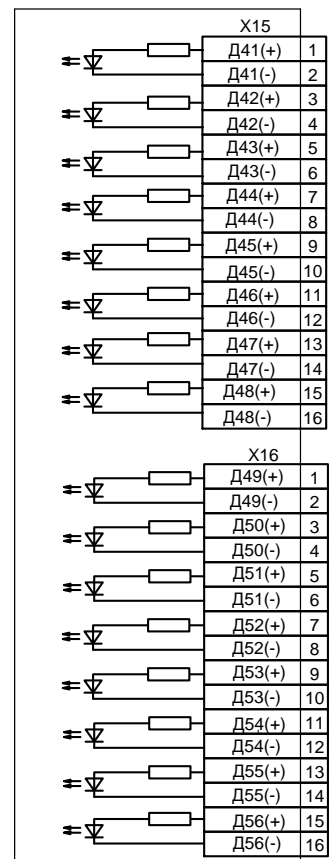 X15
Д41(+) 1
Д41(-) 2
Д42(+) 3
Д42(-) 4
Д43(+) 5
Д43(-) 6
Д44(+) 7
Д44(-) 8
Д45(+) 9
Д45(-) 10
Д46(+) 11
Д46(-) 12
Д47(+) 13
Д47(-) 14
Д48(+) 15
Д48(-) 16
X16
Д49(+) 1
Д49(-) 2
Д50(+) 3
Д50(-) 4
Д51(+) 5
Д51(-) 6
Д52(+) 7
Д52(-) 8
Д53(+) 9
Д53(-) 10
Д54(+) 11
Д54(-) 12
Д55(+) 13
Д55(-) 14
Д56(+) 15
Д56(-) 16